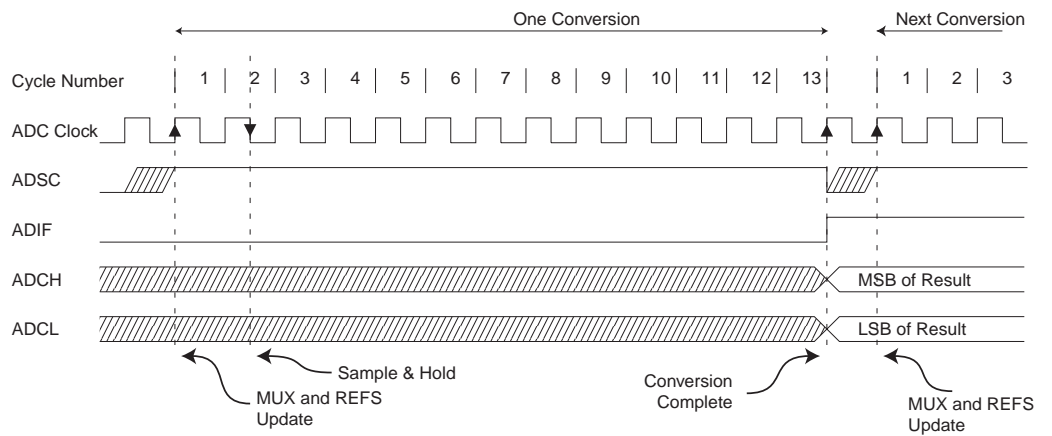 One Conversion
Next Conversion
Cycle Number 1 2 3 4 5 6 7 8 9 10 11 12 13 1 2 3
ADC Clock
ADSC
ADIF
ADCH
MSB of Result
ADCL
LSB of Result
Sample & Hold
MUX and REFS
Update
Conversion
Complete
MUX and REFS
Update